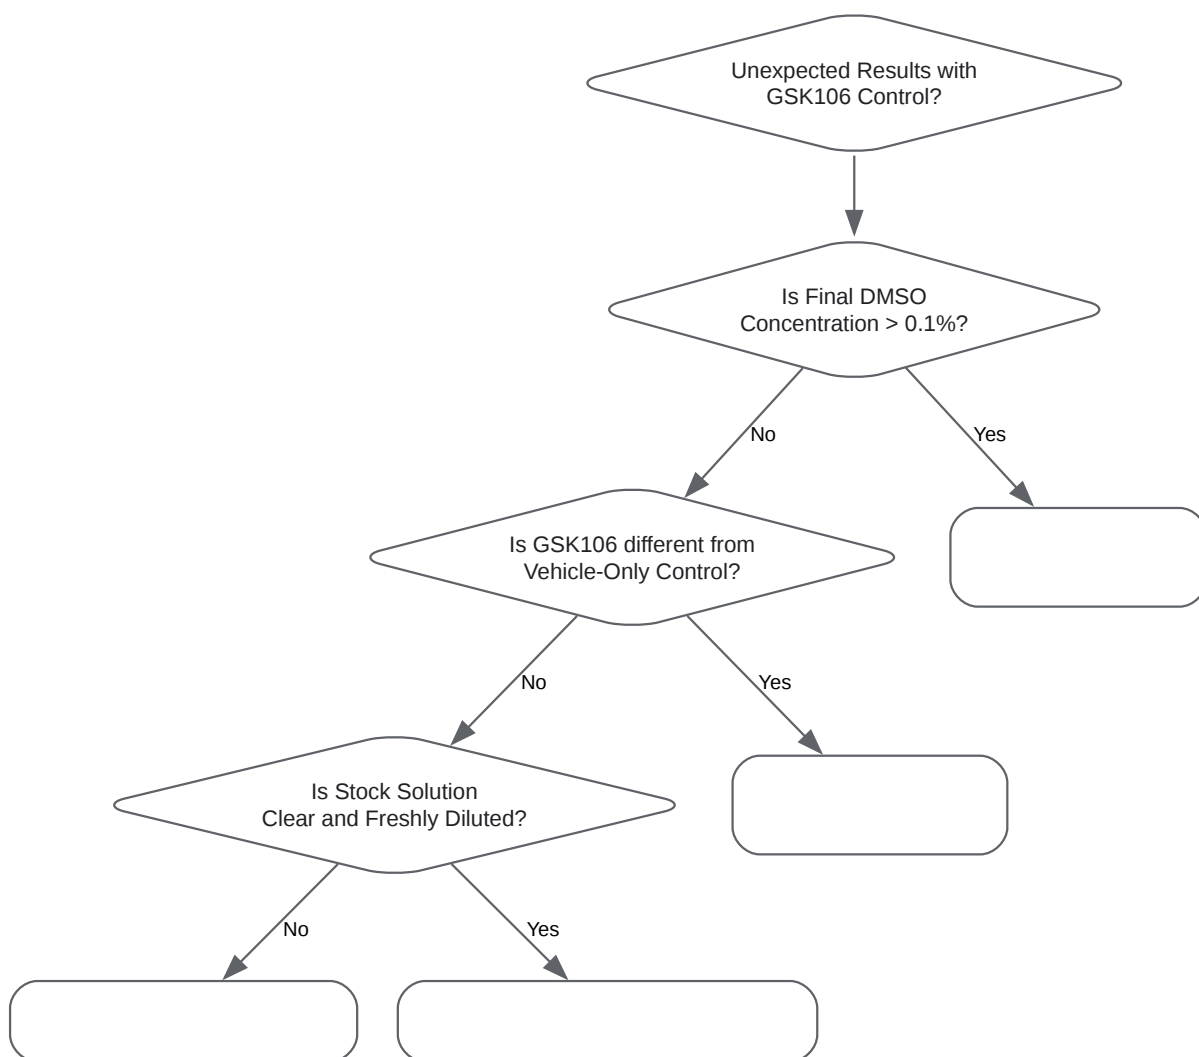 Unexpected Results with
GSK106 Control?
Is Final DMSO
Concentration > 0.1%?
No
Yes
Is GSK106 different from
Vehicle-Only Control?
No
Yes
Is Stock Solution
Clear and Freshly Diluted?
No
Yes